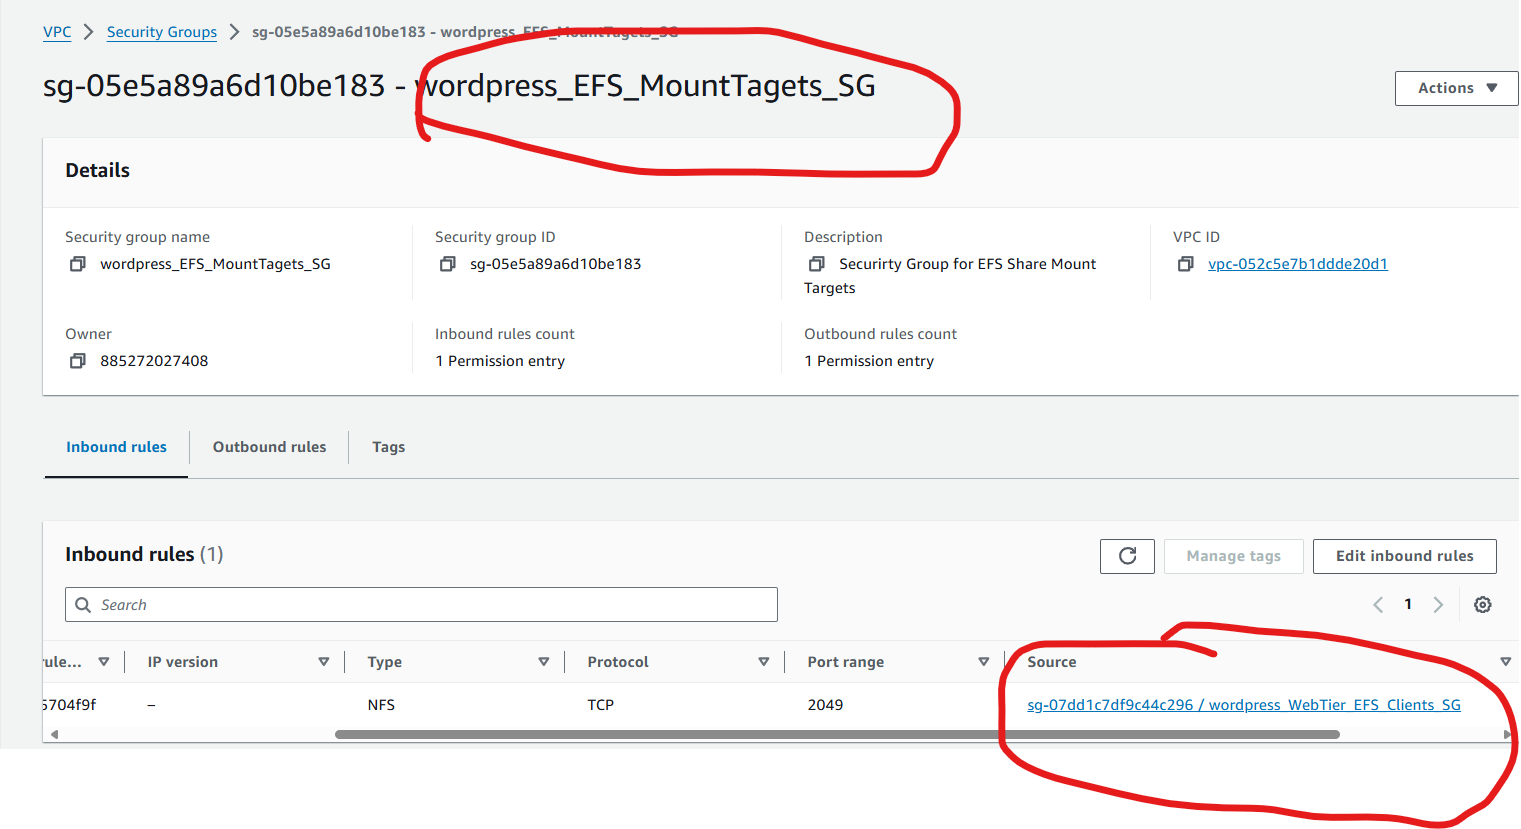 VPC > Security Groups > sg-05e5a89a6d10be183 - wordpress_EFS_MountTagets_SG
sg-05e5a89a6d10be183 - wordpress_EFS_MountTagets_SG
Actions
Details
Security group name
wordpress_EFS_MountTagets_SG
Security group ID
sg-05e5a89a6d10be183
Description
Securirty Group for EFS Share Mount
Targets
VPC ID
vpc-052c5e7b1ddde20d1
Owner
885272027408
Inbound rules count
1 Permission entry
Outbound rules count
1 Permission entry
Inbound rules Outbound rules Tags
Inbound rules (1)
Manage tags Edit inbound rules
Search
1
rule... IP version Type Protocol Port range Source
5704f9f – NFS TCP 2049 sg-07dd1c7df9c44c296 / wordpress_WebTier_EFS_Clients_SG